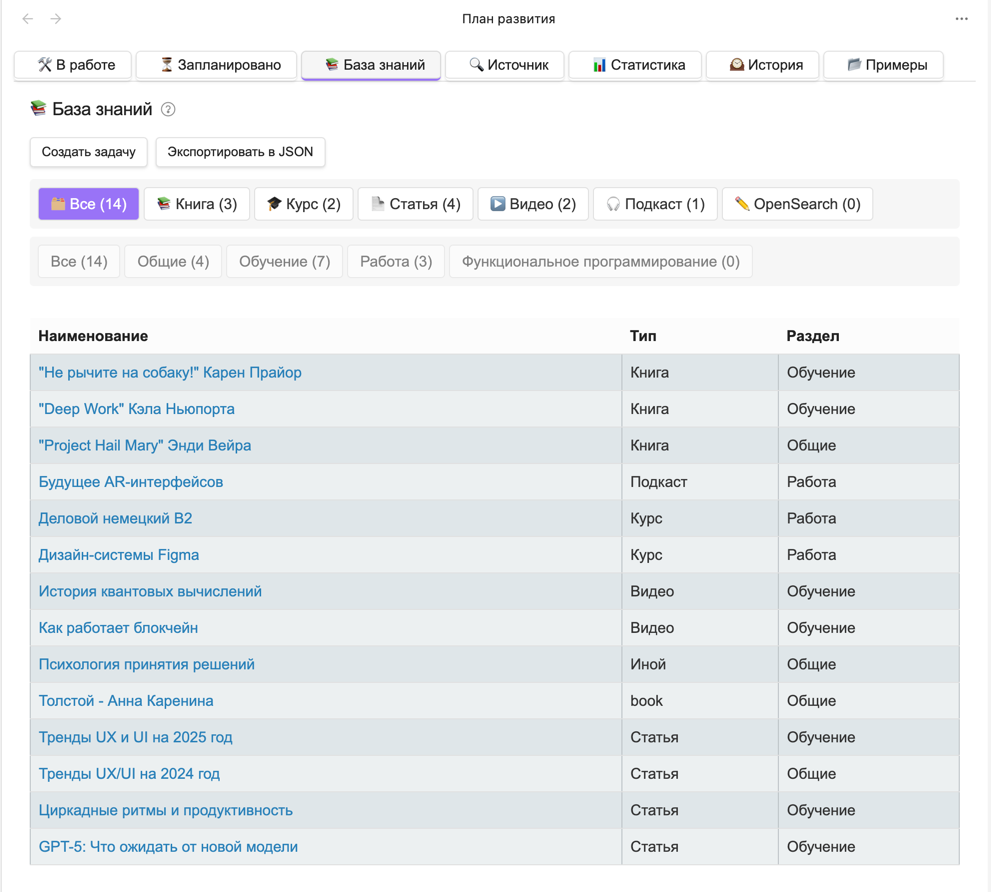 План развития
В работе Запланировано База знаний Источник Статистика История Примеры
База знаний ?
Создать задачу Экспортировать в JSON
Все (14) Книга (3) Курс (2) Статья (4) Видео (2) Подкаст (1) OpenSearch (0)
Все (14) Общие (4) Обучение (7) Работа (3) Функциональное программирование (0)
Наименование Тип Раздел
"Не рычите на собаку!" Карен Прайор Книга Обучение
"Deep Work" Кэла Ньюпорта Книга Обучение
"Project Hail Mary" Энди Вейра Книга Общие
Будущее AR-интерфейсов Подкаст Работа
Деловой немецкий B2 Курс Работа
Дизайн-системы Figma Курс Работа
История квантовых вычислений Видео Обучение
Как работает блокчейн Видео Обучение
Психология принятия решений Иной Общие
Толстой - Анна Каренина book Общие
Тренды UX и UI на 2025 год Статья Обучение
Тренды UX/UI на 2024 год Статья Общие
Циркадные ритмы и продуктивность Статья Обучение
GPT-5: Что ожидать от новой модели Статья Обучение